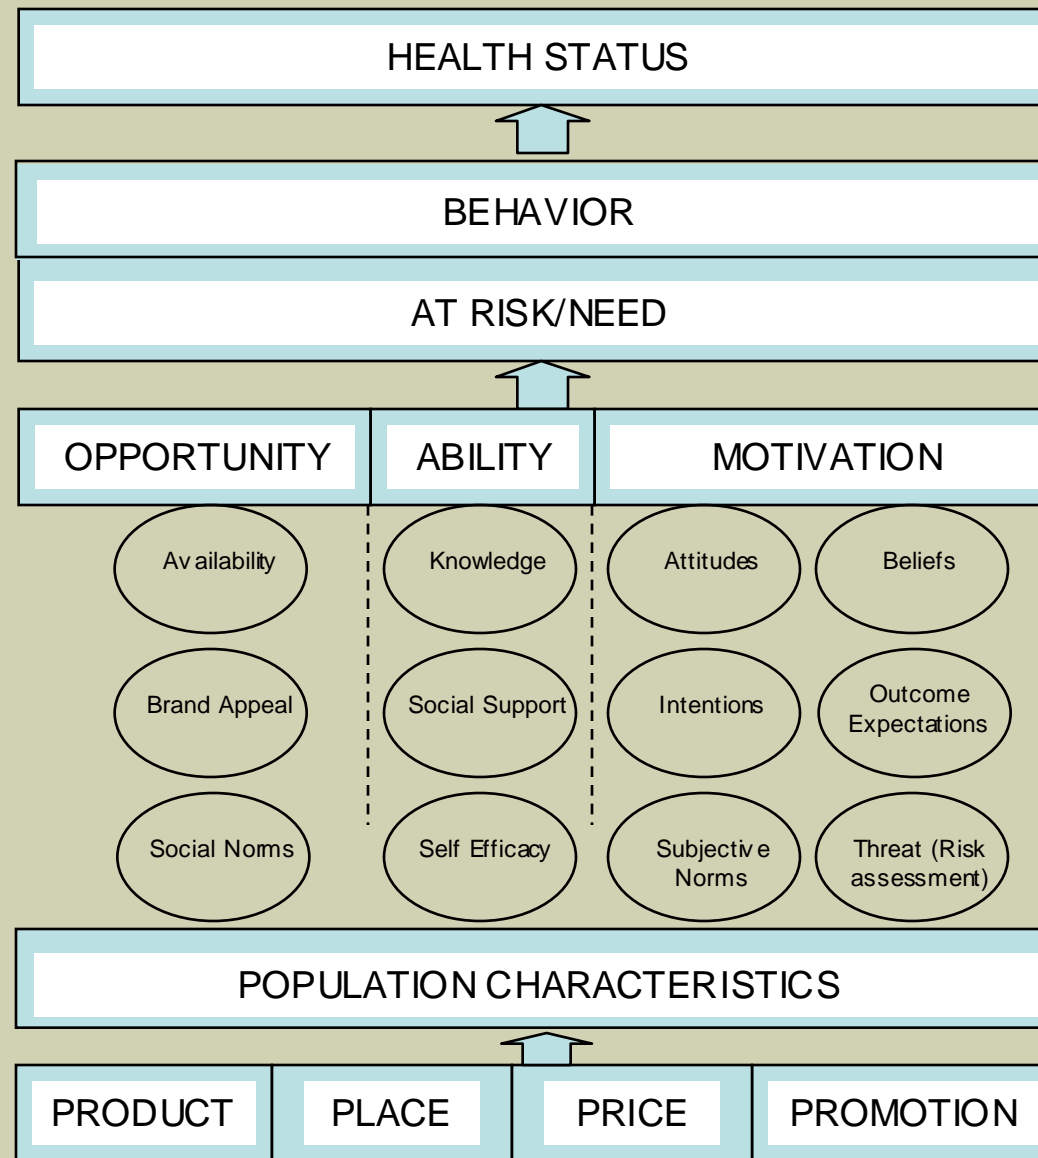 HEALTH STATUS
BEHAVIOR
AT RISK/NEED
OPPORTUNITY
ABILITY
MOTIVATION
Availability
Knowledge
Attitudes
Beliefs
Brand Appeal
Social Support
Intentions
Outcome
Expectations
Social Norms
Self Efficacy
Subjective
Norms
Threat (Risk
assessment)
POPULATION CHARACTERISTICS
PRODUCT
PLACE
PRICE
PROMOTION